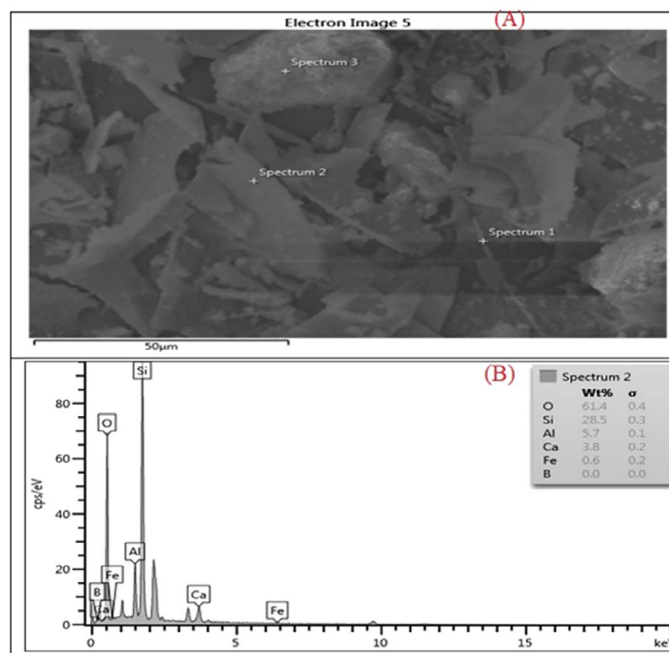 Electron Image 5
(A)
Spectrum 3
Spectrum 2
Spectrum 1
50µm
(B)
Spectrum 2
Wt% σ
O 61.4 0.4
Si 28.5 0.3
Al 5.7 0.1
Ca 3.8 0.2
Fe 0.6 0.2
B 0.0 0.0
cps/eV
80
60
40
20
0
Si
O
Al
Fe
B
Ca
Ca
Fe
0 5 10 15 keV